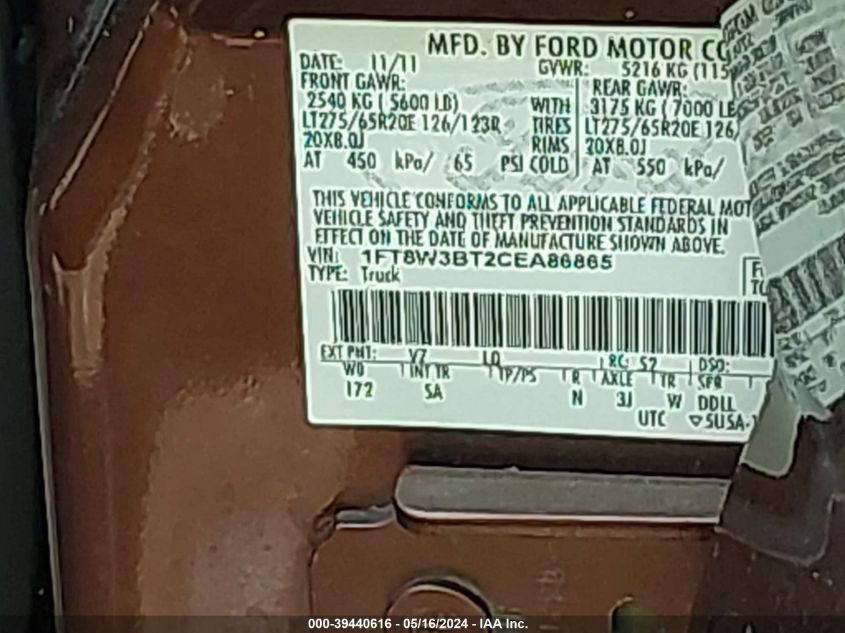 MFD. BY FORD MOTOR CO
DATE: 11/11 GVWR: 5216 KG (115
FRONT GAWR: REAR GAWR:
2540 KG ( 5600 LB) WITH 3175 KG ( 7000 LB
LT275/65R20E 126/123R TIRES LT275/65R20E 126/
20X8.0J RIMS 20X8.0J
AT 450 kPa/ 65 PSI COLD AT 550 kPa/
THIS VEHICLE CONFORMS TO ALL APPLICABLE FEDERAL MOT
VEHICLE SAFETY AND THEFT PREVENTION STANDARDS IN
EFFECT ON THE DATE OF MANUFACTURE SHOWN ABOVE.
VIN: 1FT8W3BT2CEA86865
TYPE: Truck
EXT PNT: V7 LQ RC: 52 DSO:
WB INT TR TP/PS R AXLE TR SPR
172 SA N 3J W DDLL
UTC SUSA-
000-39440616 - 05/16/2024 - IAA Inc.